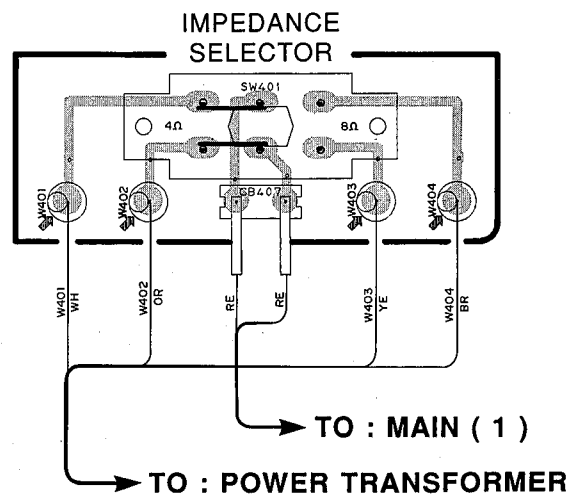 IMPEDANCE
SELECTOR
SW401
4Ω
8Ω
CB407
W401
W402
W403
W404
W401
WH
W402
OR
RE
RE
W403
YE
W404
BR
TO : MAIN ( 1 )
TO : POWER TRANSFORMER